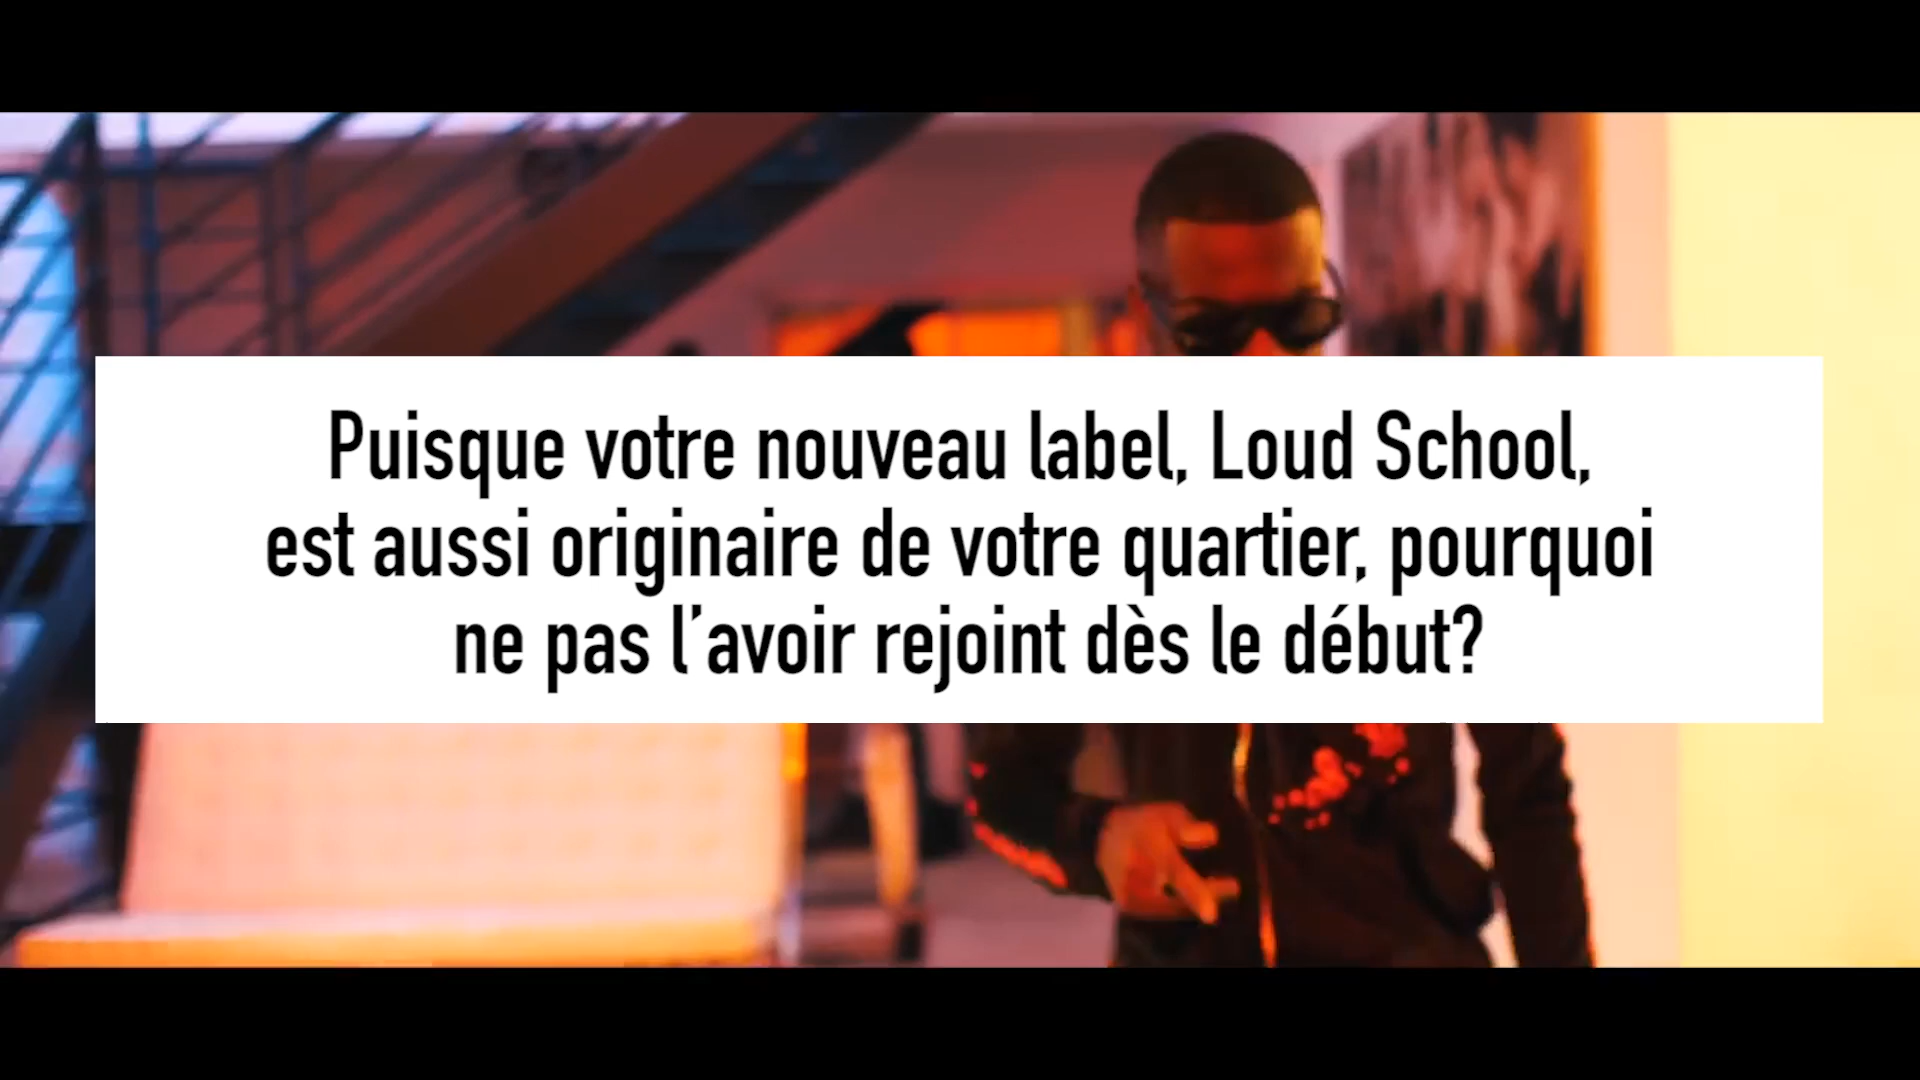 Puisque votre nouveau label, Loud School,
est aussi originaire de votre quartier, pourquoi
ne pas l’avoir rejoint dès le début?